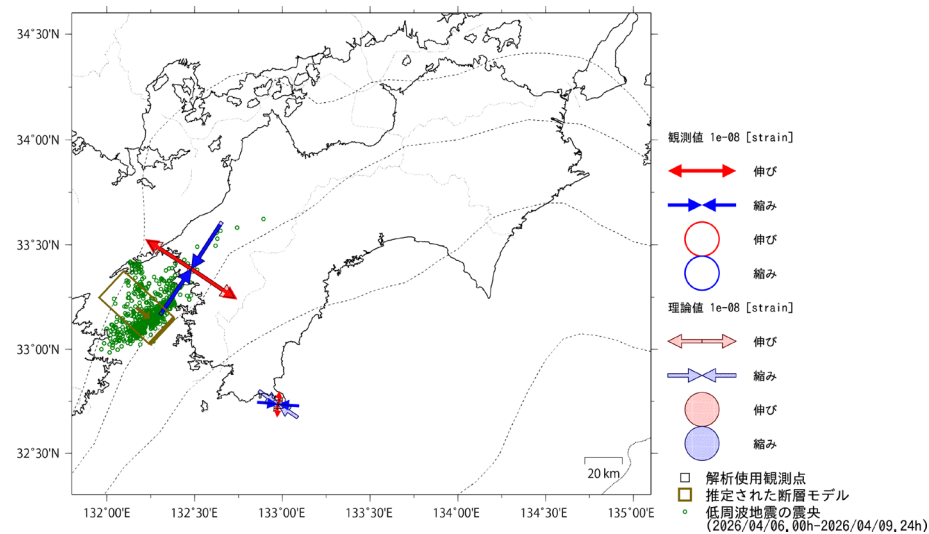 34°30'N
34°00'N
33°30'N
33°00'N
32°30'N
132°00'E 132°30'E 133°00'E 133°30'E 134°00'E 134°30'E 135°00'E
20 km
観測値 1e-08 [strain]
伸び
縮み
伸び
縮み
理論値 1e-08 [strain]
伸び
縮み
伸び
縮み
解析使用観測点
推定された断層モデル
低周波地震の震央
(2026/04/06.00h-2026/04/09.24h)